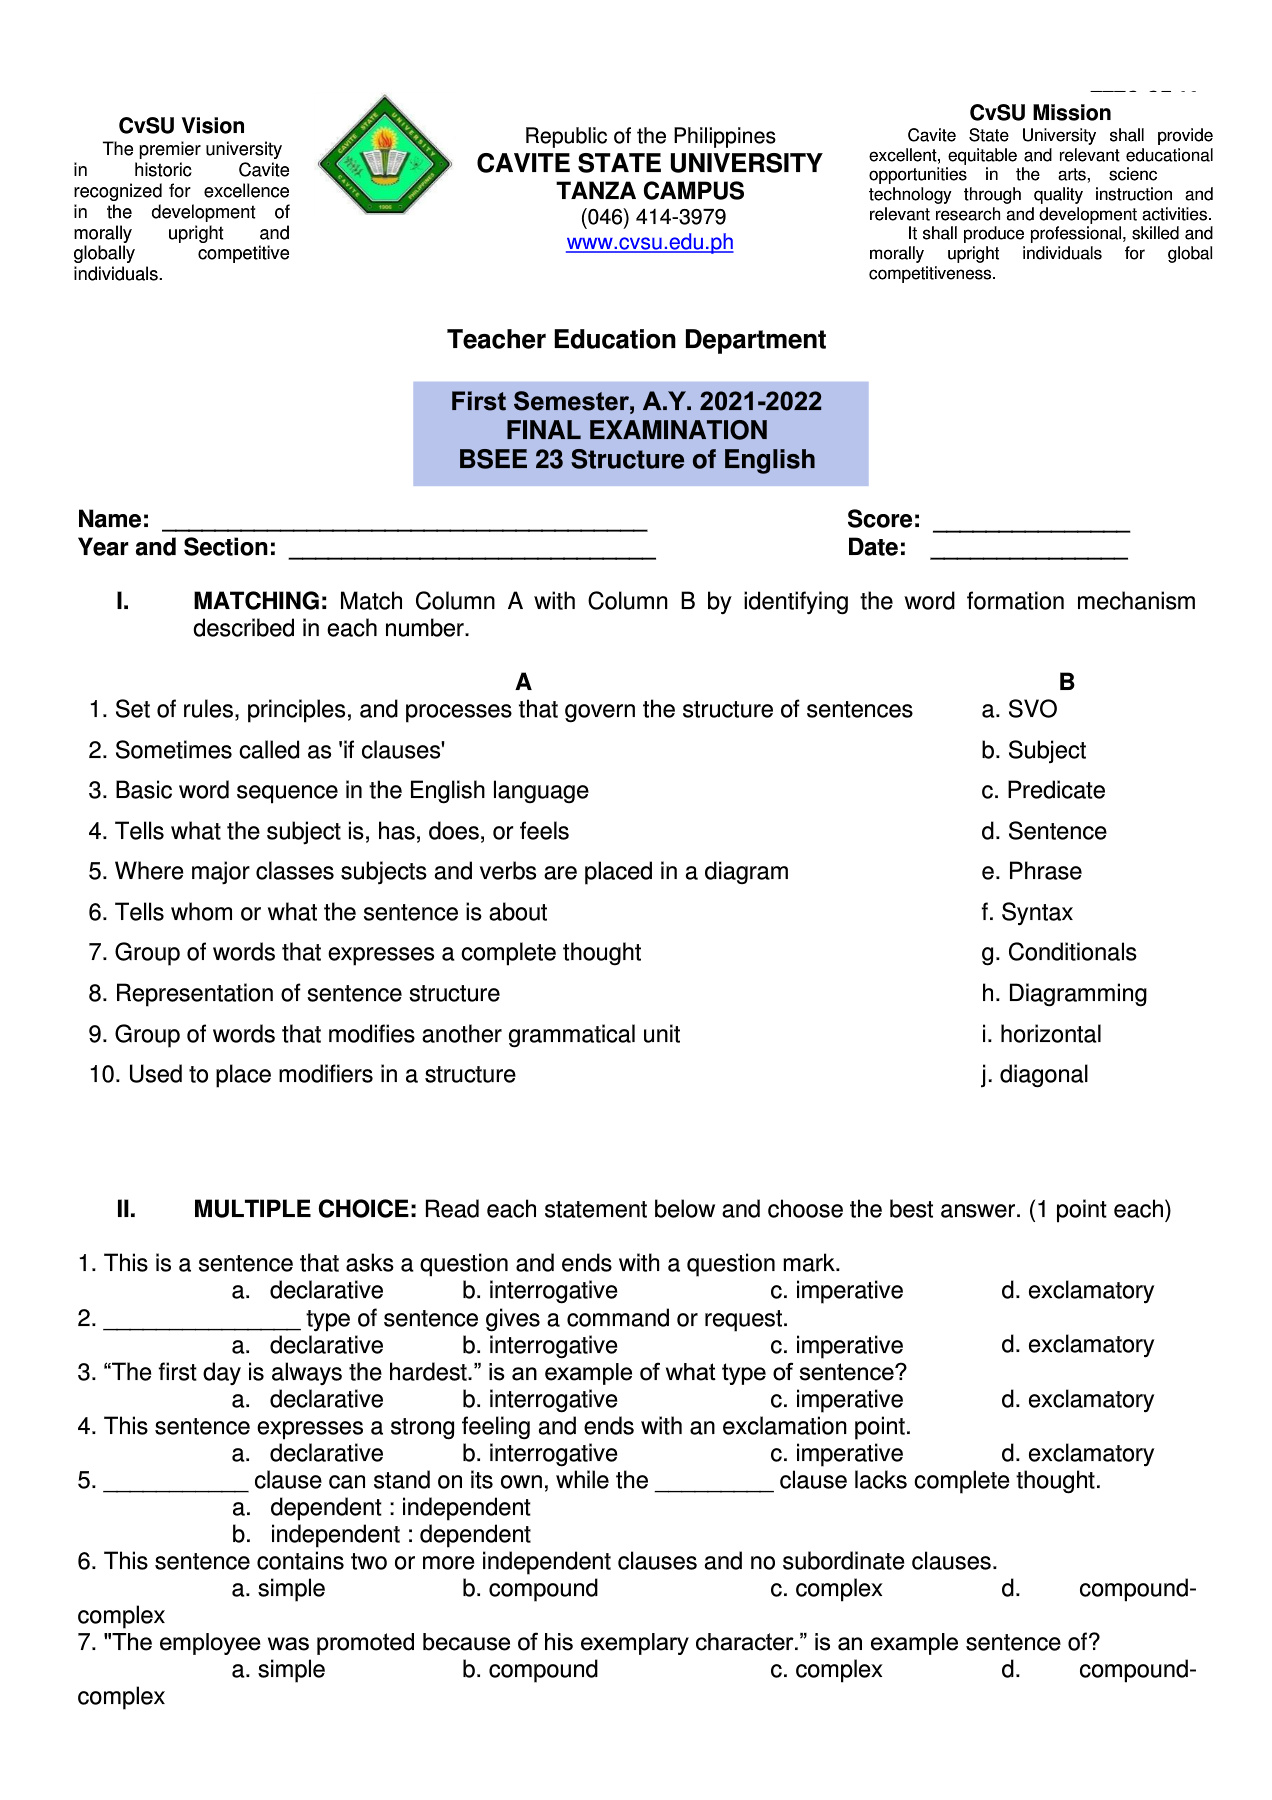 CvSU Vision
The premier university
in historic Cavite
recognized for excellence
in the development of
morally upright and
globally competitive
individuals.
CAVITE STATE UNIVERSITY
CAVITE PHILIPPINES
1906
Republic of the Philippines
CAVITE STATE UNIVERSITY
TANZA CAMPUS
(046) 414-3979
www.cvsu.edu.ph
CvSU Mission
Cavite State University shall provide
excellent, equitable and relevant educational
opportunities in the arts, scienc
technology through quality instruction and
relevant research and development activities.
It shall produce professional, skilled and
morally upright individuals for global
competitiveness.
Teacher Education Department
First Semester, A.Y. 2021-2022
FINAL EXAMINATION
BSEE 23 Structure of English
Name: _____________________________________ Score: _______________
Year and Section: ____________________________ Date: _______________
I. MATCHING: Match Column A with Column B by identifying the word formation mechanism
described in each number.
A B
1. Set of rules, principles, and processes that govern the structure of sentences a. SVO
2. Sometimes called as 'if clauses' b. Subject
3. Basic word sequence in the English language c. Predicate
4. Tells what the subject is, has, does, or feels d. Sentence
5. Where major classes subjects and verbs are placed in a diagram e. Phrase
6. Tells whom or what the sentence is about f. Syntax
7. Group of words that expresses a complete thought g. Conditionals
8. Representation of sentence structure h. Diagramming
9. Group of words that modifies another grammatical unit i. horizontal
10. Used to place modifiers in a structure j. diagonal
II. MULTIPLE CHOICE: Read each statement below and choose the best answer. (1 point each)
1. This is a sentence that asks a question and ends with a question mark.
a. declarative b. interrogative c. imperative d. exclamatory
2. _______________ type of sentence gives a command or request.
a. declarative b. interrogative c. imperative d. exclamatory
3. “The first day is always the hardest.” is an example of what type of sentence?
a. declarative b. interrogative c. imperative d. exclamatory
4. This sentence expresses a strong feeling and ends with an exclamation point.
a. declarative b. interrogative c. imperative d. exclamatory
5. ___________ clause can stand on its own, while the _________ clause lacks complete thought.
a. dependent : independent
b. independent : dependent
6. This sentence contains two or more independent clauses and no subordinate clauses.
a. simple b. compound c. complex d. compound-
complex
7. "The employee was promoted because of his exemplary character.” is an example sentence of?
a. simple b. compound c. complex d. compound-
complex